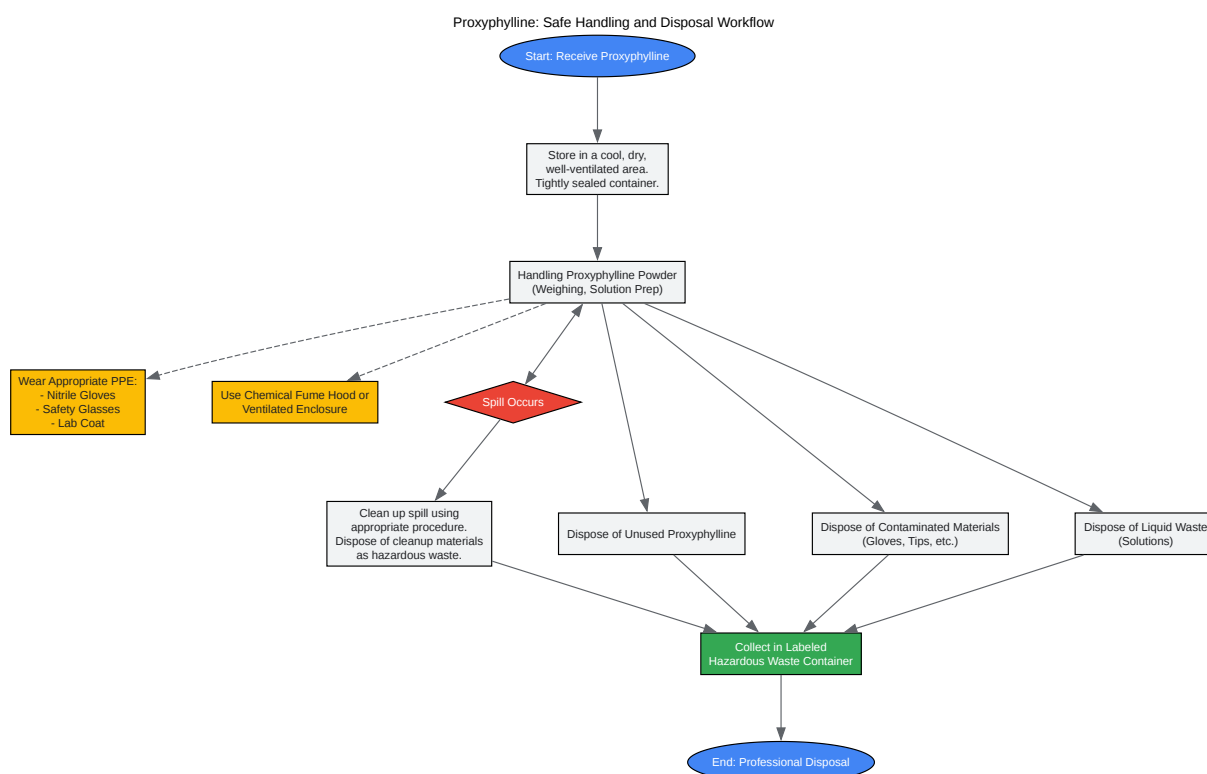 Proxyphylline: Safe Handling and Disposal Workflow
Start: Receive Proxyphylline
Store in a cool, dry,
well-ventilated area.
Tightly sealed container.
Handling Proxyphylline Powder
(Weighing, Solution Prep)
Wear Appropriate PPE:
- Nitrile Gloves
- Safety Glasses
- Lab Coat
Use Chemical Fume Hood or
Ventilated Enclosure
Spill Occurs
Clean up spill using
appropriate procedure.
Dispose of cleanup materials
as hazardous waste.
Dispose of Unused Proxyphylline
Dispose of Contaminated Materials
(Gloves, Tips, etc.)
Dispose of Liquid Waste
(Solutions)
Collect in Labeled
Hazardous Waste Container
End: Professional Disposal